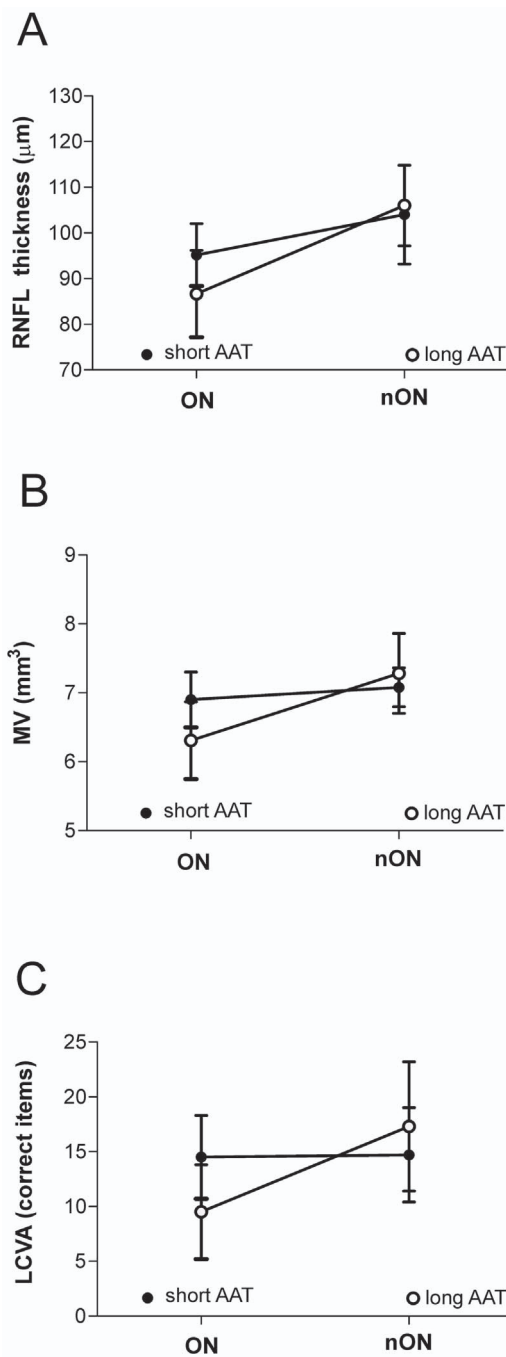 A
RNFL thickness (μm)
130
120
110
100
90
80
70
short AAT
long AAT
ON
nON
B
MV (mm³)
9
8
7
6
5
short AAT
long AAT
ON
nON
C
LCVA (correct items)
25
20
15
10
5
0
short AAT
long AAT
ON
nON